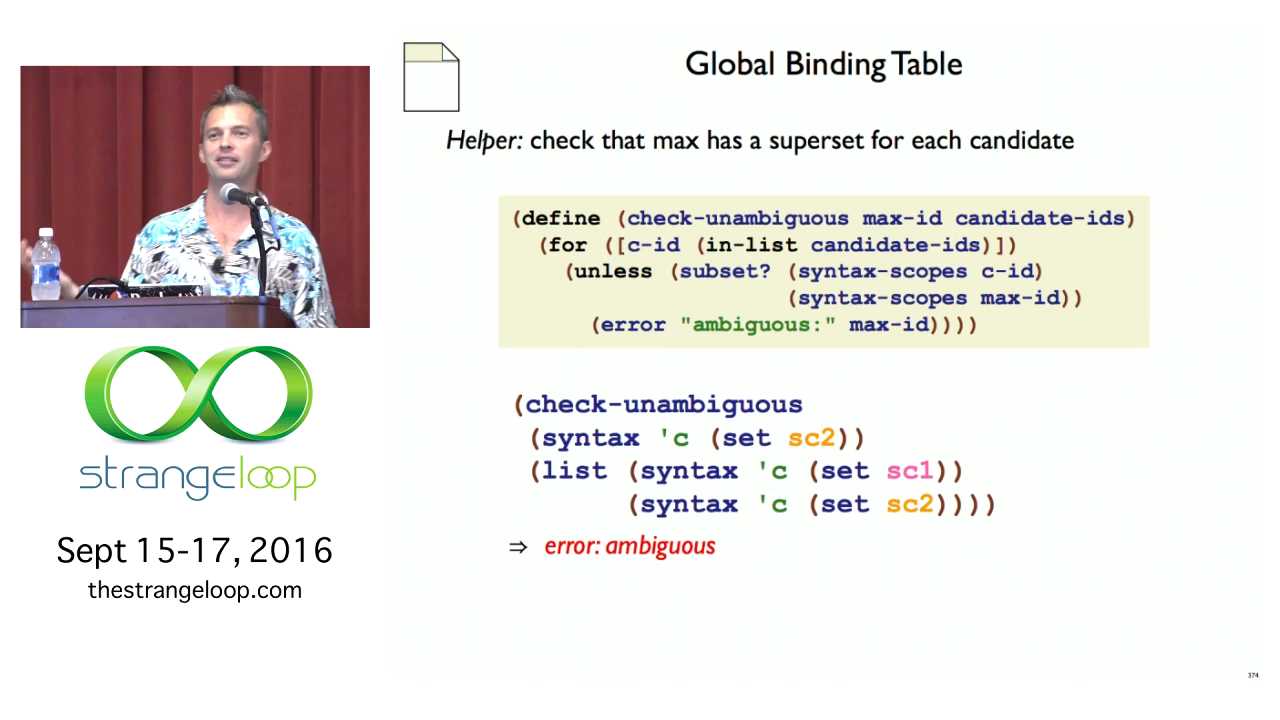 Global Binding Table
Helper: check that max has a superset for each candidate
(define (check-unambiguous max-id candidate-ids)
(for ([c-id (in-list candidate-ids)])
(unless (subset? (syntax-scopes c-id)
(syntax-scopes max-id))
(error "ambiguous:" max-id))))
(check-unambiguous
(syntax 'c (set sc2))
(list (syntax 'c (set sc1))
(syntax 'c (set sc2))))
⇒ error: ambiguous
strangeloop
Sept 15-17, 2016
thestrangeloop.com
374